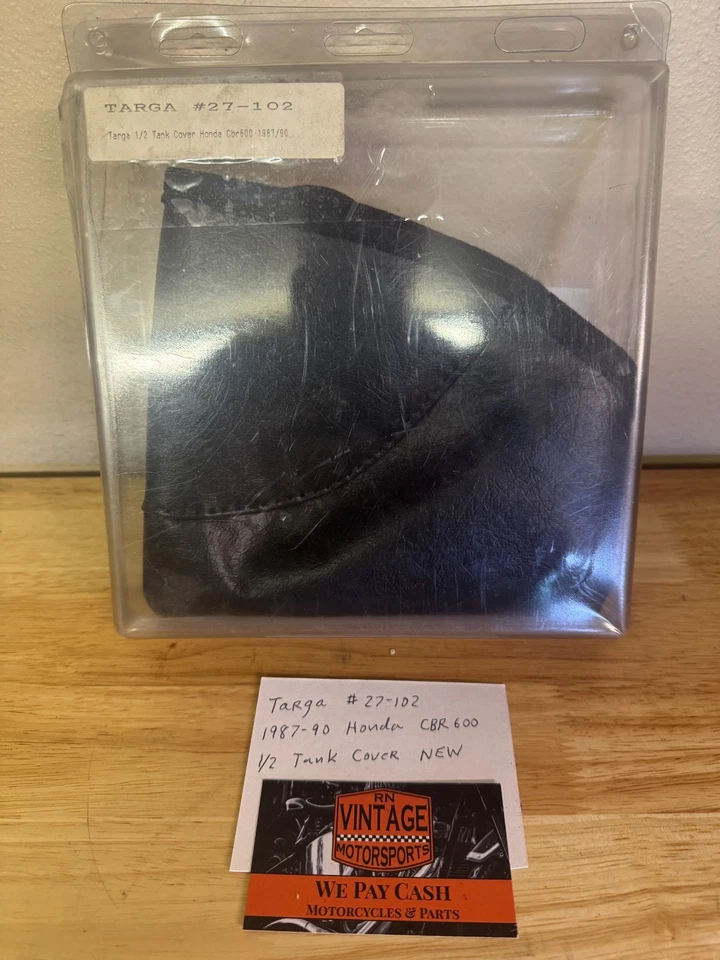 TARGA #27-102
Targa 1/2 Tank Cover Honda Cbr600 1987/90
Targa # 27-102
1987-90 Honda CBR600
1/2 Tank Cover NEW
RN
VINTAGE
MOTORSPORTS
WE PAY CASH
MOTORCYCLES & PARTS